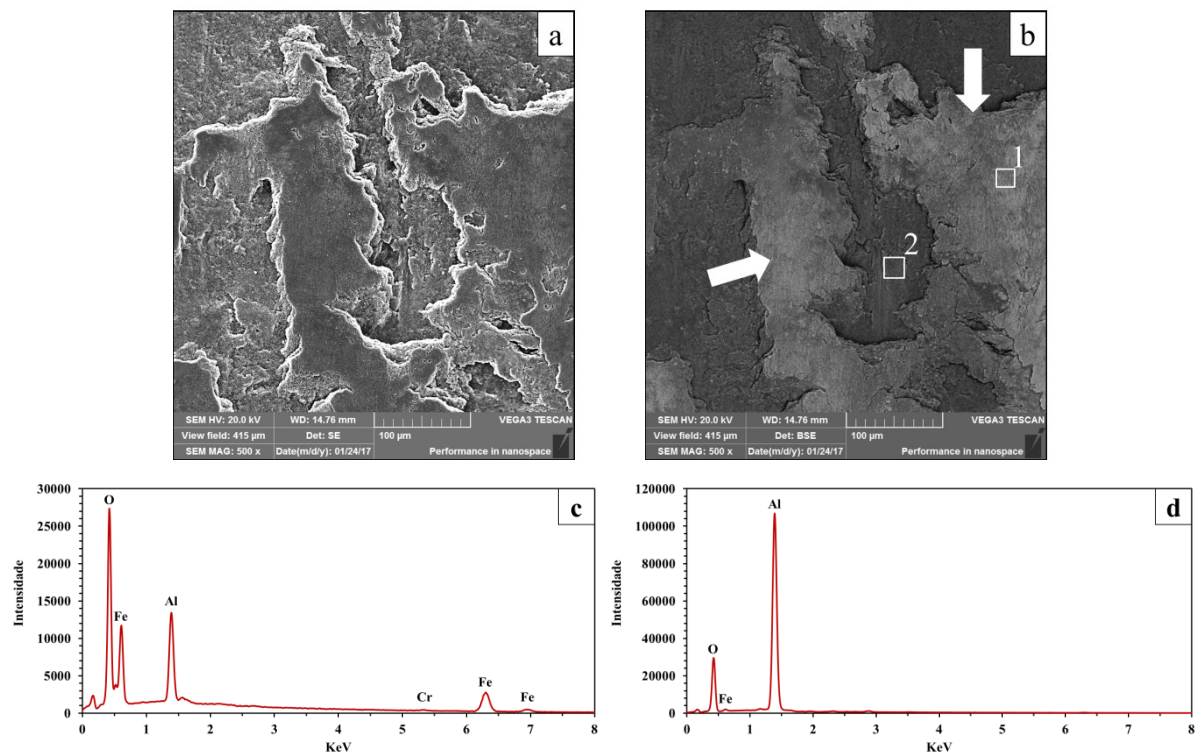 a
SEM HV: 20.0 kV WD: 14.76 mm VEGA3 TESCAN
View field: 415 µm Det: SE 100 µm
SEM MAG: 500 x Date(m/d/y): 01/24/17 Performance in nanospace
b
1
2
SEM HV: 20.0 kV WD: 14.76 mm VEGA3 TESCAN
View field: 415 µm Det: BSE 100 µm
SEM MAG: 500 x Date(m/d/y): 01/24/17 Performance in nanospace
c
Intensidade
30000
25000
20000
15000
10000
5000
0
O
Fe
Al
Cr
Fe
Fe
0 1 2 3 4 5 6 7 8
KeV
d
Intensidade
120000
100000
80000
60000
40000
20000
0
O
Fe
Al
0 1 2 3 4 5 6 7 8
KeV